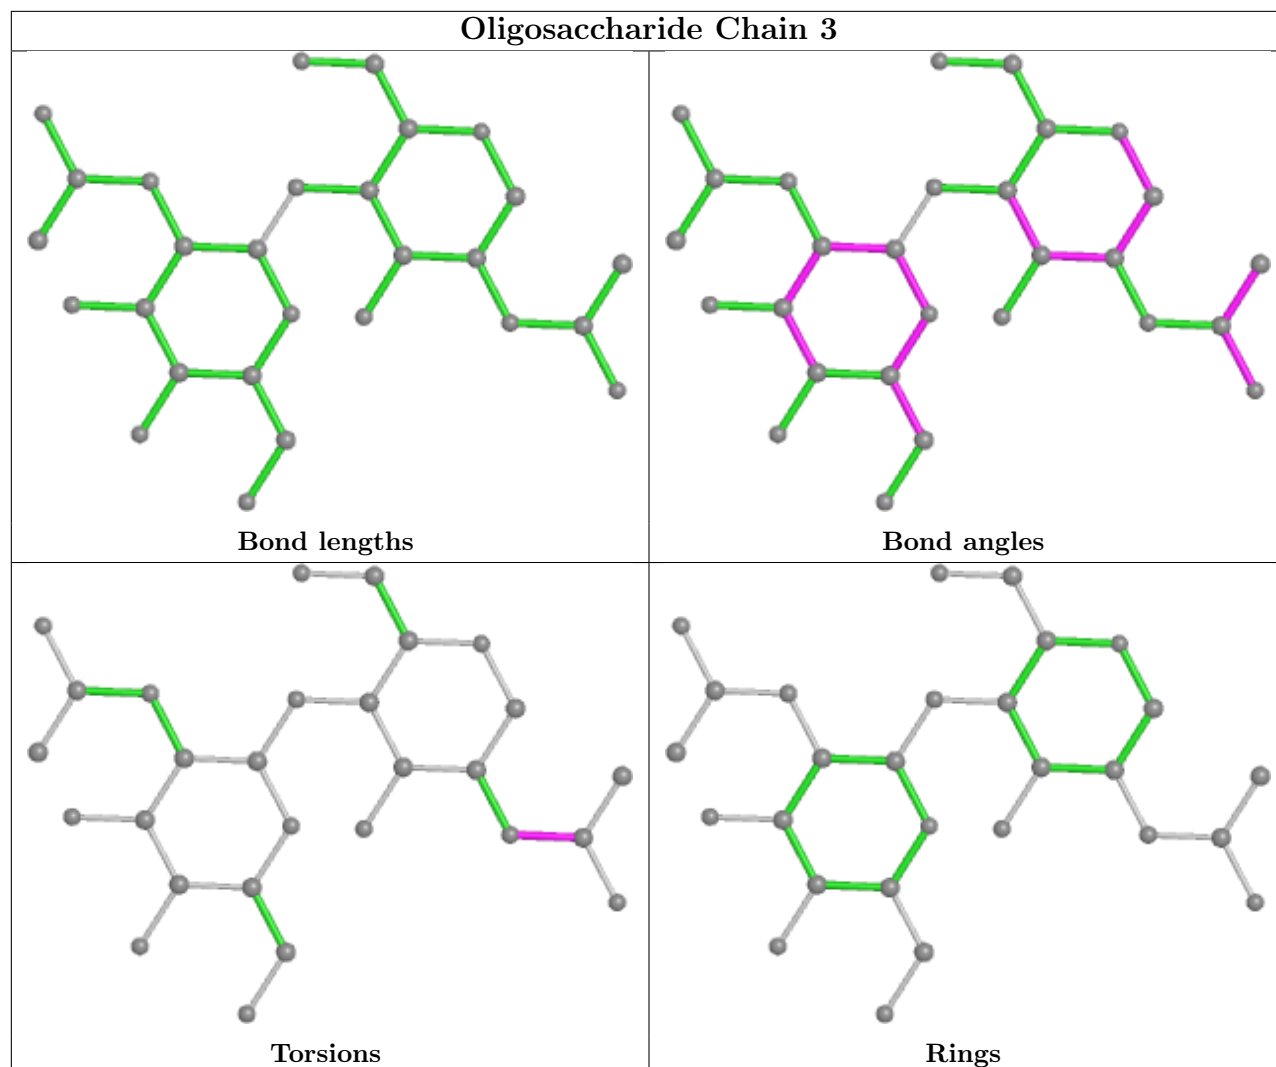 Oligosaccharide Chain 3
Bond lengths
Bond angles
Torsions
Rings